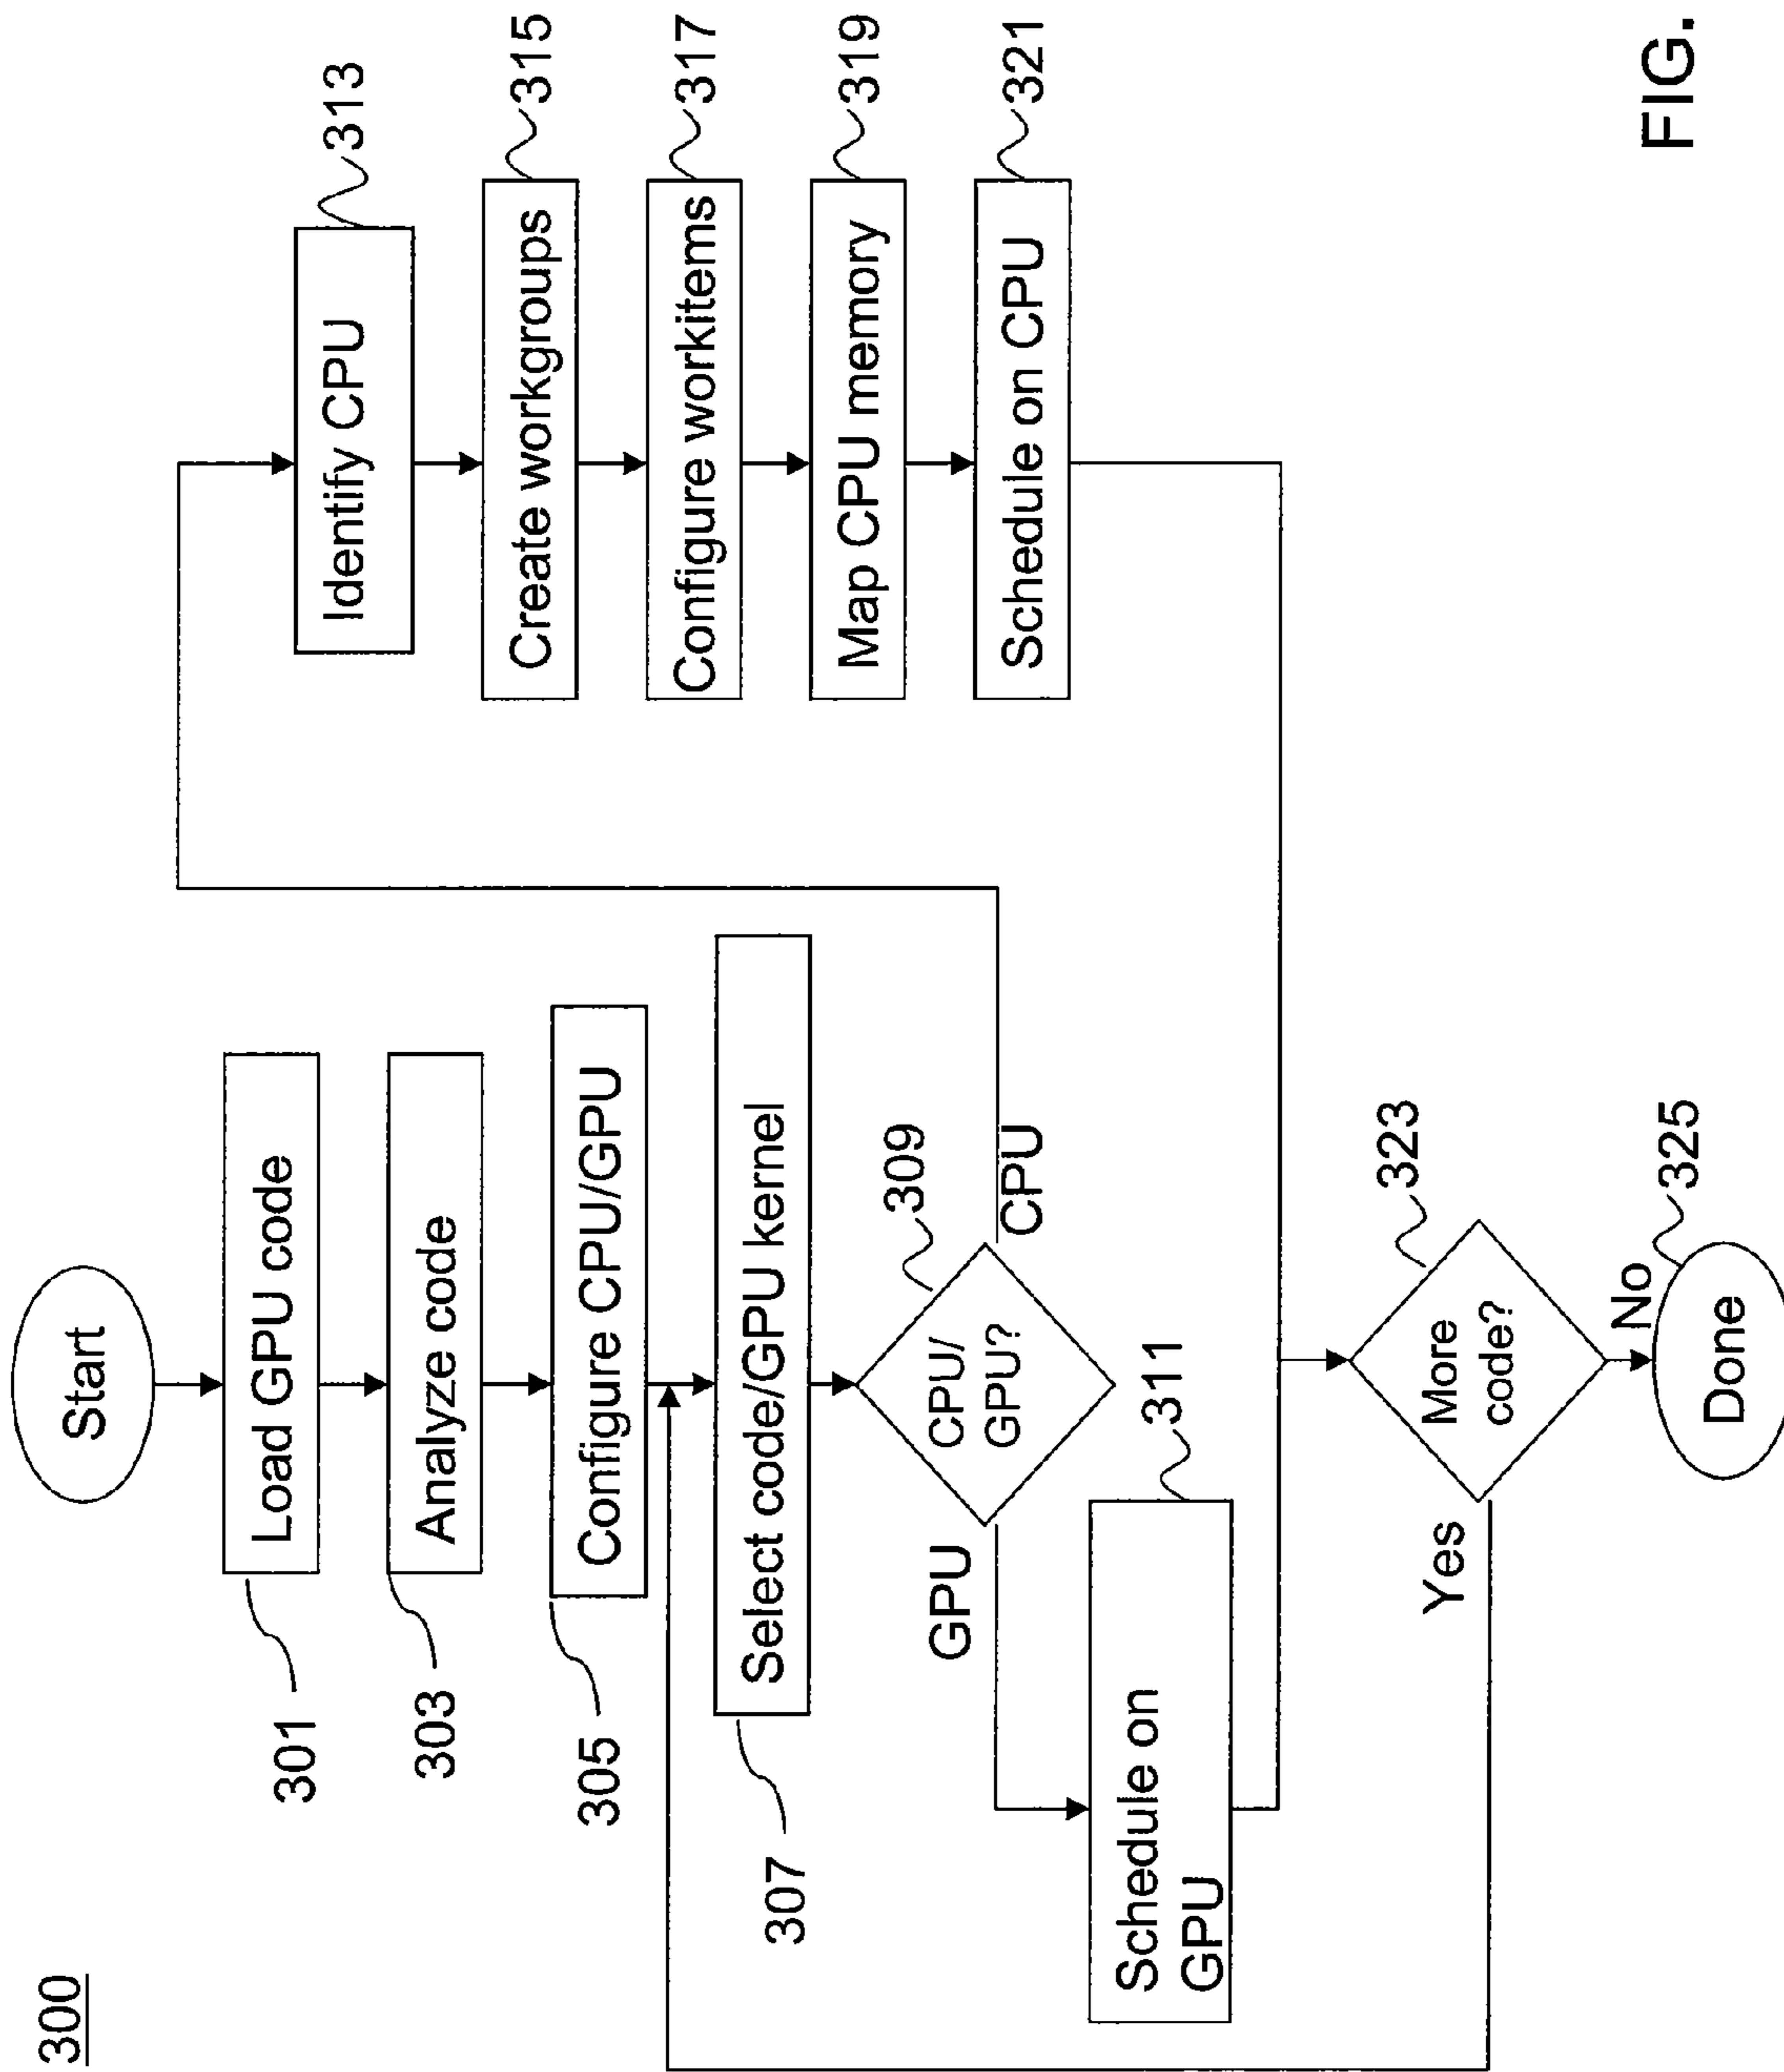 300
Start
Load GPU code
301
Analyze code
303
Configure CPU/GPU
305
Select code/GPU kernel
307
CPU/
GPU?
309
GPU
CPU
Schedule on
GPU
311
Identify CPU
313
Create workgroups
315
Configure workitems
317
Map CPU memory
319
Schedule on CPU
321
More
code?
323
Yes
No
325
Done
FIG.